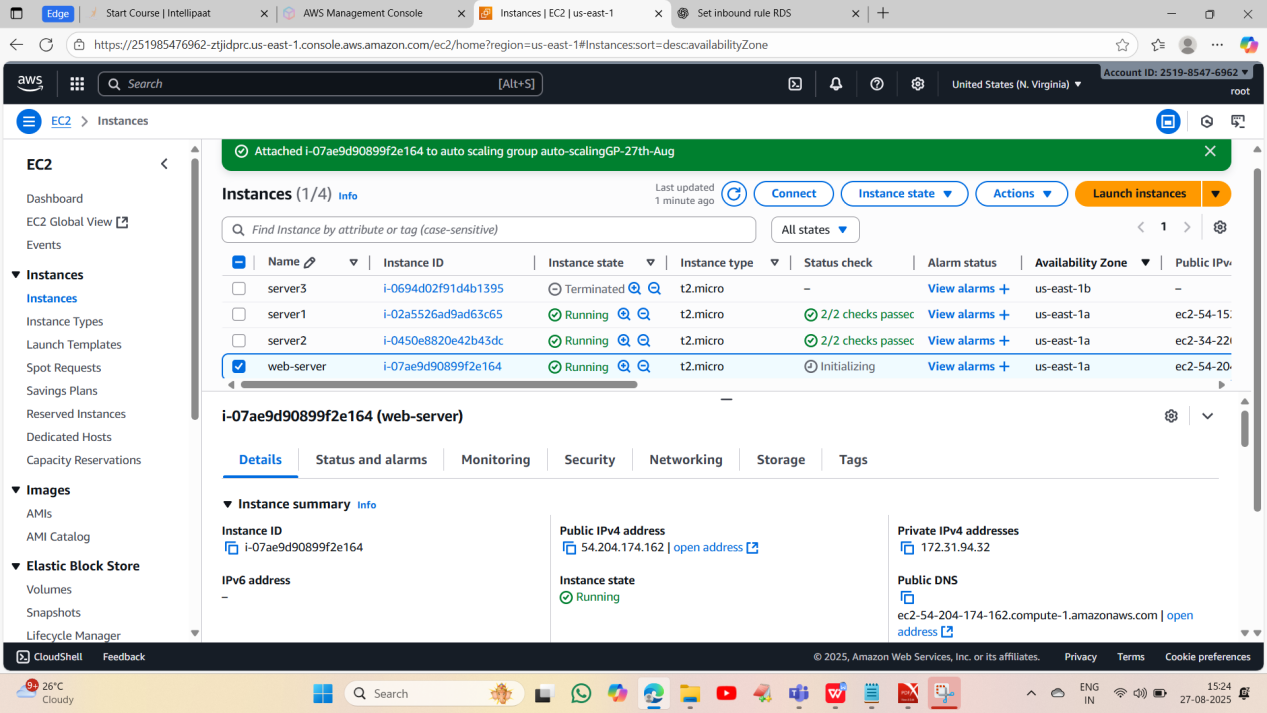 Edge
Start Course | Intellipaat
AWS Management Console
Instances | EC2 | us-east-1
Set inbound rule RDS
https://251985476962-ztjidprc.us-east-1.console.aws.amazon.com/ec2/home?region=us-east-1#Instances:sort=desc:availabilityZone
aws
Search [Alt+S]
United States (N. Virginia)
Account ID: 2519-8547-6962
root
EC2 > Instances
EC2
Dashboard
EC2 Global View
Events
Instances
Instances
Instance Types
Launch Templates
Spot Requests
Savings Plans
Reserved Instances
Dedicated Hosts
Capacity Reservations
Images
AMIs
AMI Catalog
Elastic Block Store
Volumes
Snapshots
Lifecycle Manager
Attached i-07ae9d90899f2e164 to auto scaling group auto-scalingGP-27th-Aug
Instances (1/4) Info
Last updated
1 minute ago
Connect
Instance state
Actions
Launch instances
Find Instance by attribute or tag (case-sensitive)
All states
1
Name Instance ID Instance state Instance type Status check Alarm status Availability Zone Public IPv
server3 i-0694d02f91d4b1395 Terminated t2.micro – View alarms + us-east-1b –
server1 i-02a5526ad9ad63c65 Running t2.micro 2/2 checks passed View alarms + us-east-1a ec2-54-15
server2 i-0450e8820e42b43dc Running t2.micro 2/2 checks passed View alarms + us-east-1a ec2-34-22
web-server i-07ae9d90899f2e164 Running t2.micro Initializing View alarms + us-east-1a ec2-54-204
i-07ae9d90899f2e164 (web-server)
Details
Status and alarms
Monitoring
Security
Networking
Storage
Tags
Instance summary Info
Instance ID
i-07ae9d90899f2e164
IPv6 address
–
Public IPv4 address
54.204.174.162 | open address
Instance state
Running
Private IPv4 addresses
172.31.94.32
Public DNS
ec2-54-204-174-162.compute-1.amazonaws.com | open
address
CloudShell
Feedback
© 2025, Amazon Web Services, Inc. or its affiliates.
Privacy
Terms
Cookie preferences
9+
26°C
Cloudy
Search
ENG
IN
15:24
27-08-2025